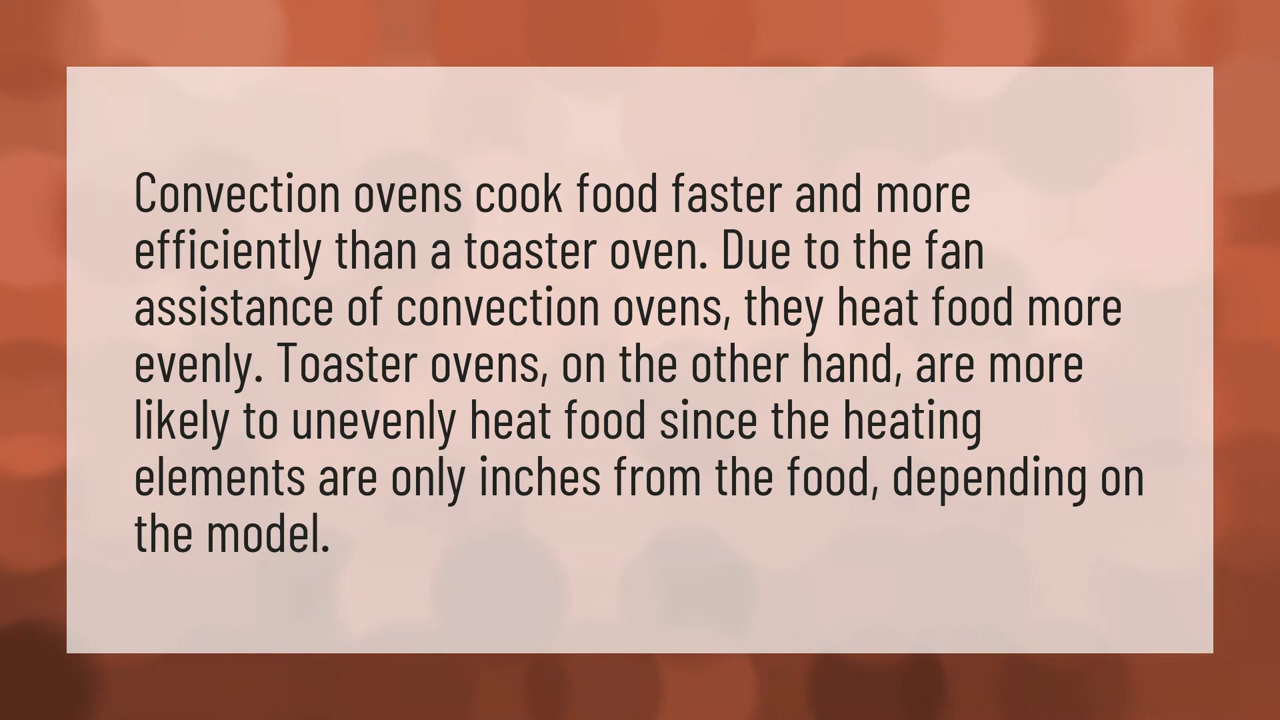 Convection ovens cook food faster and more
efficiently than a toaster oven. Due to the fan
assistance of convection ovens, they heat food more
evenly. Toaster ovens, on the other hand, are more
likely to unevenly heat food since the heating
elements are only inches from the food, depending on
the model.